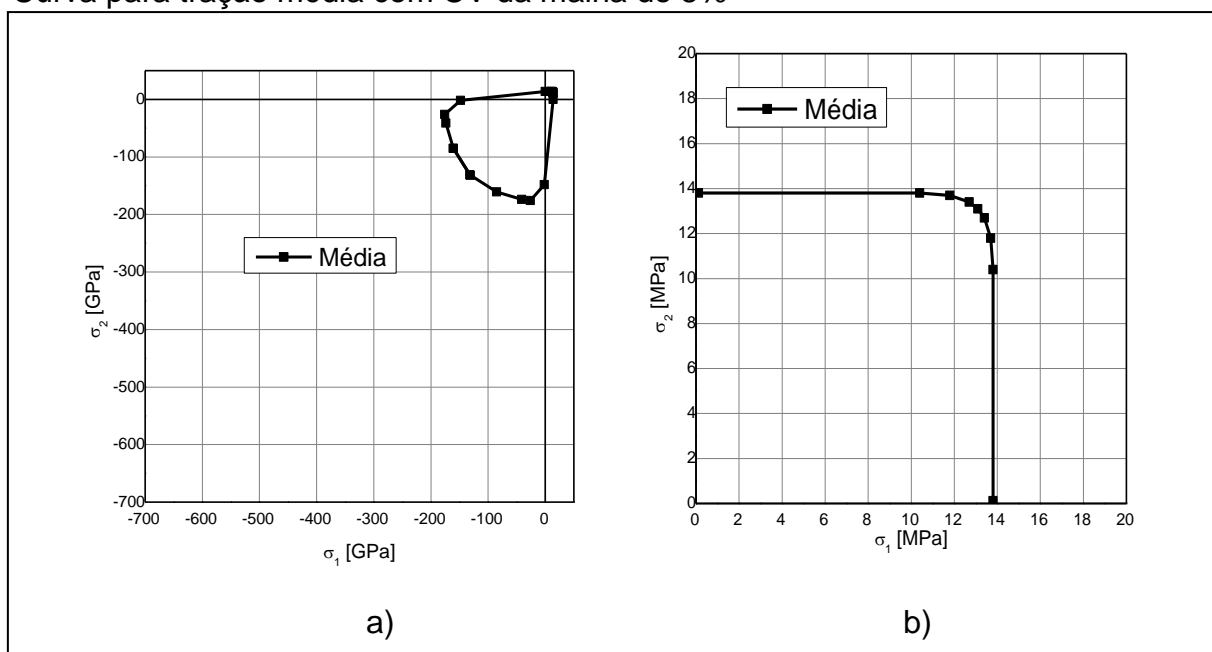 Curva para tração média com CV da malha de
0
-100
-200
-300
-400
-500
-600
-700
-700 -600 -500 -400 -300 -200 -100 0
σ2 [GPa]
σ1 [GPa]
Média
a)
20
18
16
14
12
10
8
6
4
2
0
0 2 4 6 8 10 12 14 16 18 20
σ2 [MPa]
σ1 [MPa]
Média
b)